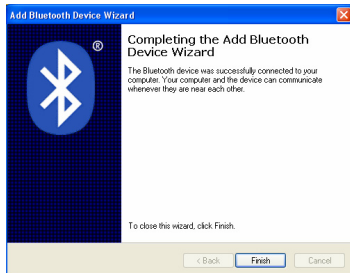 Add Bluetooth Device Wizard
®
Completing the Add Bluetooth
Device Wizard
The Bluetooth device was successfully connected to your
computer. Your computer and the device can communicate
whenever they are near each other.
To close this wizard, click Finish.
< Back Finish Cancel